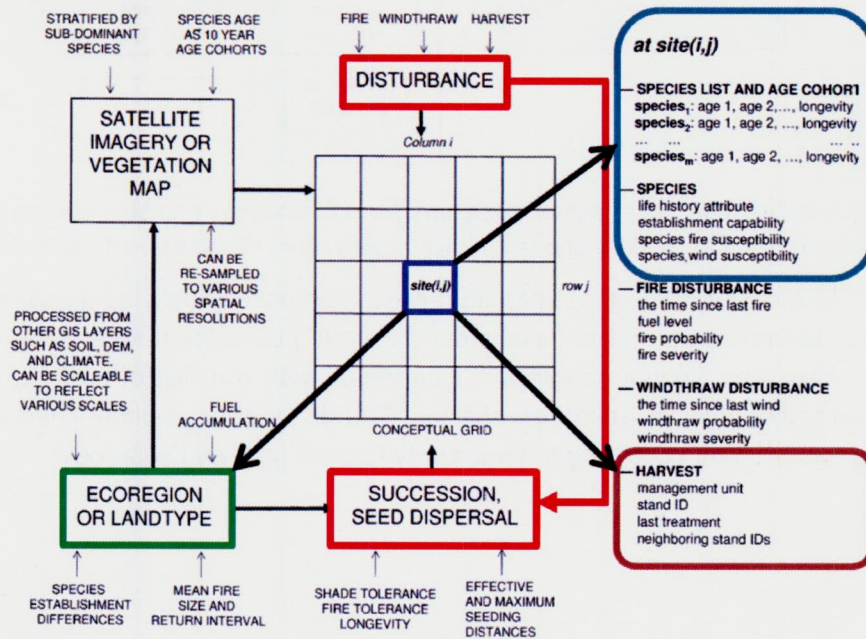 STRATIFIED BY
SUB-DOMINANT
SPECIES
SPECIES AGE
AS 10 YEAR
AGE COHORTS
FIRE
WINDTHRAW
HARVEST
DISTURBANCE
SATELLITE
IMAGERY OR
VEGETATION
MAP
Column i
site(i,j)
row j
CONCEPTUAL GRID
CAN BE
RE-SAMPLED
TO VARIOUS
SPATIAL
RESOLUTIONS
PROCESSED FROM
OTHER GIS LAYERS
SUCH AS SOIL, DEM,
AND CLIMATE.
CAN BE SCALEABLE
TO REFLECT
VARIOUS SCALES
FUEL
ACCUMULATION
ECOREGION
OR LANDTYPE
SUCCESSION,
SEED DISPERSAL
SPECIES
ESTABLISHMENT
DIFFERENCES
MEAN FIRE
SIZE AND
RETURN INTERVAL
SHADE TOLERANCE
FIRE TOLERANCE
LONGEVITY
EFFECTIVE
AND MAXIMUM
SEEDING
DISTANCES
at site(i,j)
SPECIES LIST AND AGE COHORT
species1: age 1, age 2,..., longevity
species2: age 1, age 2,..., longevity
... ... ... ..
speciesm: age 1, age 2, ..., longevity
SPECIES
life history attribute
establishment capability
species fire susceptibility
species wind susceptibility
FIRE DISTURBANCE
the time since last fire
fuel level
fire probability
fire severity
WINDTHRAW DISTURBANCE
the time since last wind
windthraw probability
windthraw severity
HARVEST
management unit
stand ID
last treatment
neighboring stand IDs